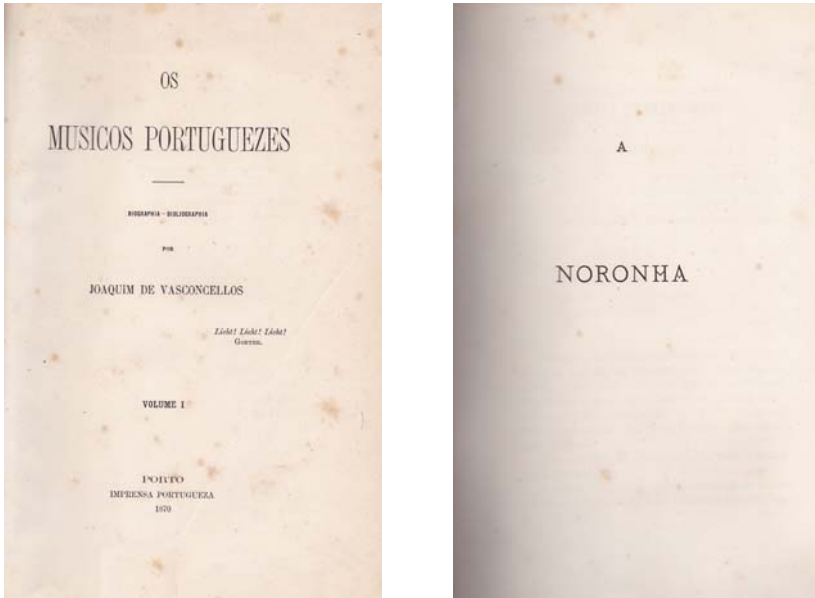 OS
MUSICOS PORTUGUEZES
BIOGRAPHIA - BIBLIOGRAPHIA
POR
JOAQUIM DE VASCONCELLOS
Licht! Licht! Licht!
GOETHE.
VOLUME I
PORTO
IMPRENSA PORTUGUEZA
1870
A
NORONHA